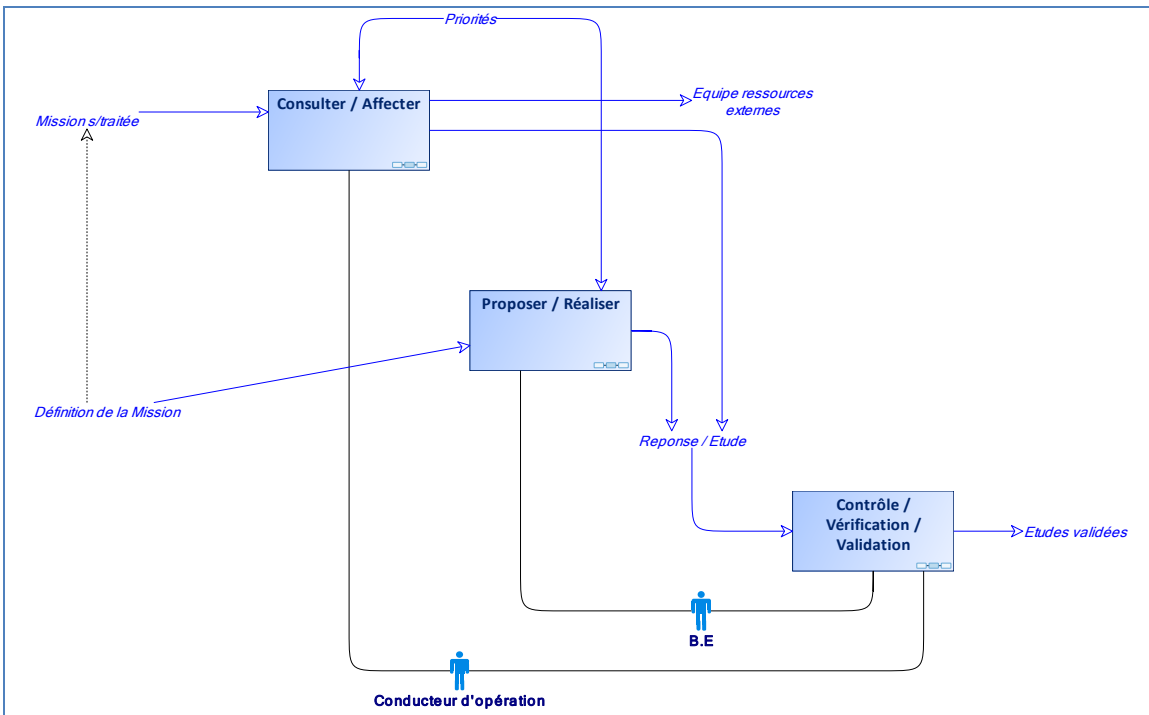 Priorités
Consulter / Affecter
Equipe ressources
externes
Mission s/traitée
Proposer / Réaliser
Définition de la Mission
Reponse / Etude
Contrôle /
Vérification /
Validation
Etudes validées
B.E
Conducteur d'opération